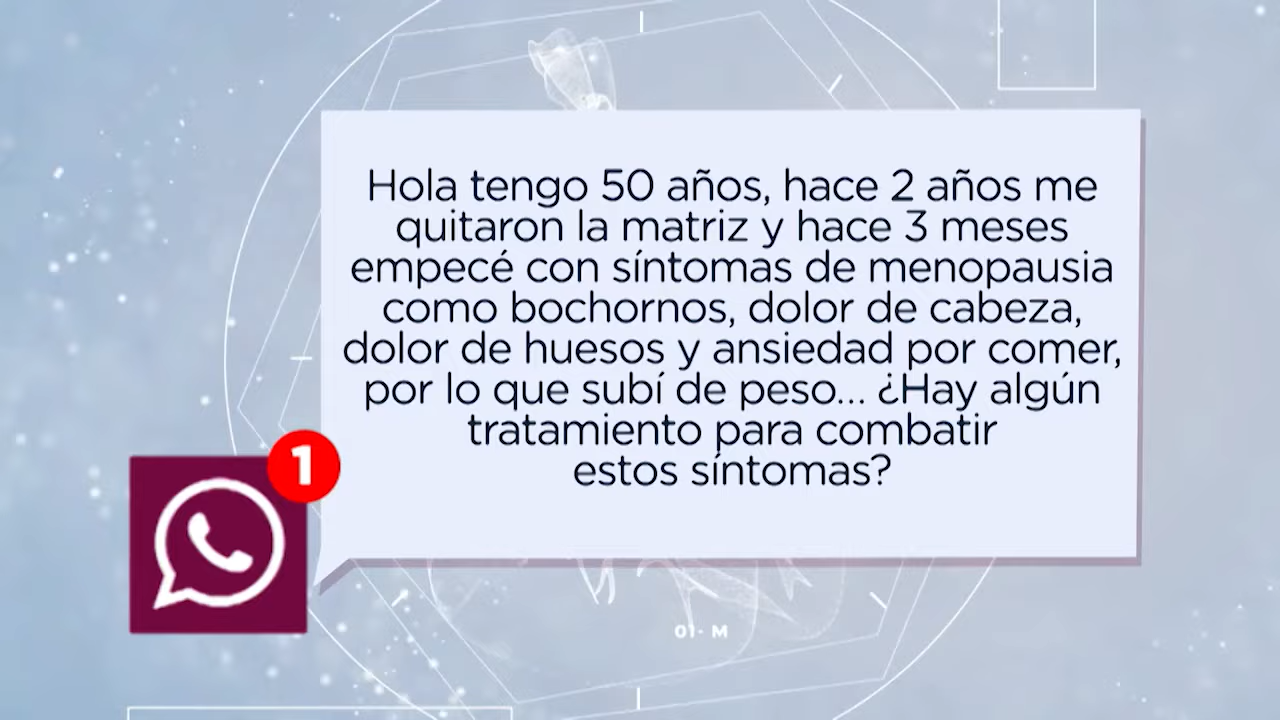 Hola tengo 50 años, hace 2 años me
quitaron la matriz y hace 3 meses
empecé con síntomas de menopausia
como bochornos, dolor de cabeza,
dolor de huesos y ansiedad por comer,
por lo que subí de peso... ¿Hay algún
tratamiento para combatir
estos síntomas?
1
01- M